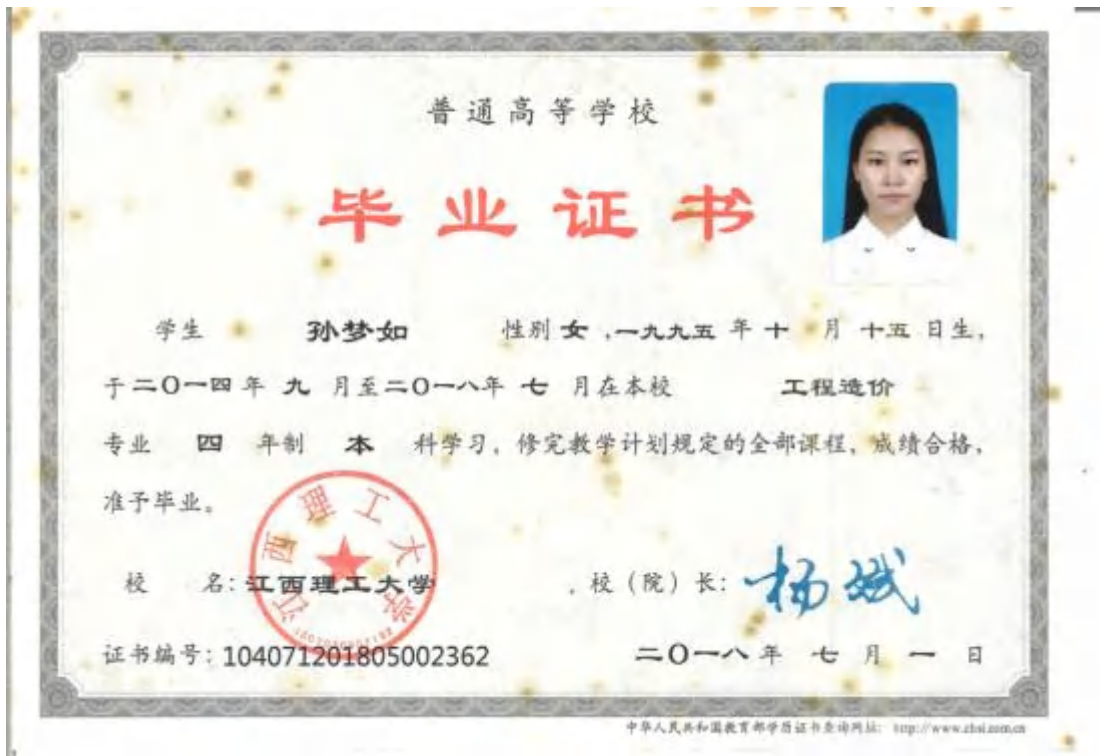 普通高等学校
毕业证书
学生 孙梦如 性别 女 ,一九九五 年 十 月 十五 日生,
于二〇一四 年 九 月至二〇一八年 七 月在本校 工程造价
专业 四 年制 本 科学习，修完教学计划规定的全部课程，成绩合格，
准予毕业。
江西理工大学
校 名: 江西理工大学 校（院）长: 杨斌
证书编号: 104071201805002362 二〇一八 年 七 月 一 日
中华人民共和国教育部学历证书查询网址: http://www.chsi.com.cn